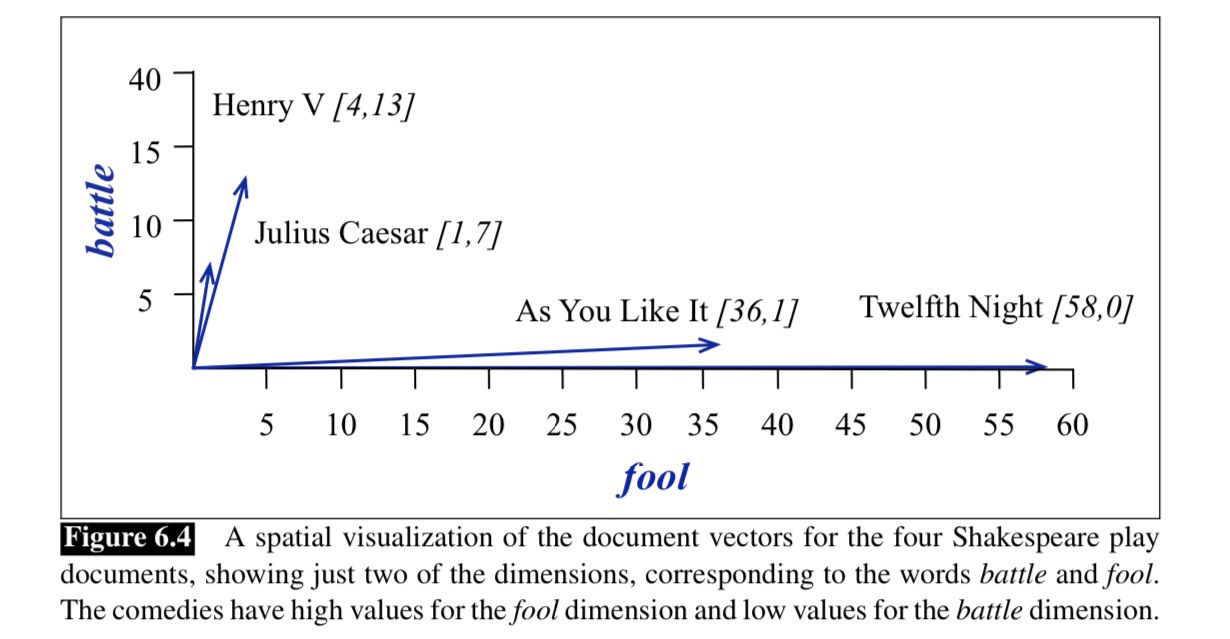 40
Henry V [4,13]
15
battle
10
Julius Caesar [1,7]
5
As You Like It [36,1]
Twelfth Night [58,0]
5 10 15 20 25 30 35 40 45 50 55 60
fool
Figure 6.4 A spatial visualization of the document vectors for the four Shakespeare play
documents, showing just two of the dimensions, corresponding to the words battle and fool.
The comedies have high values for the fool dimension and low values for the battle dimension.